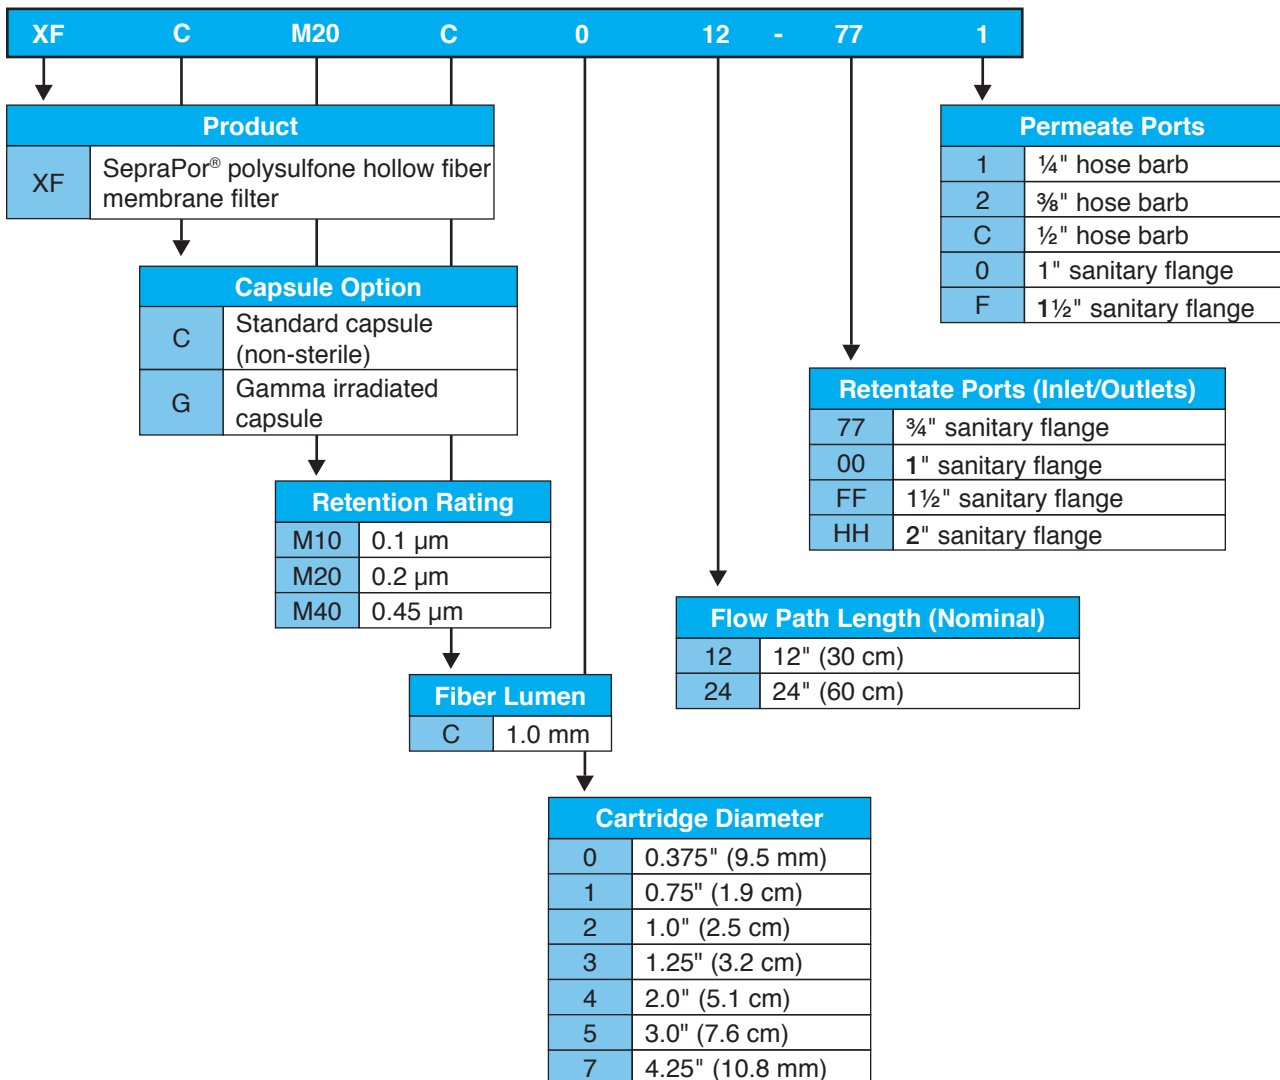 XF C M20 C 0 12 - 77 1
Product
XF SepraPor® polysulfone hollow fiber
membrane filter
Permeate Ports
1 ¼" hose barb
2 ⅜" hose barb
C ½" hose barb
0 1" sanitary flange
F 1½" sanitary flange
Capsule Option
C Standard capsule
(non-sterile)
G Gamma irradiated
capsule
Retentate Ports (Inlet/Outlets)
77 ¾" sanitary flange
00 1" sanitary flange
FF 1½" sanitary flange
HH 2" sanitary flange
Retention Rating
M10 0.1 µm
M20 0.2 µm
M40 0.45 µm
Flow Path Length (Nominal)
12 12" (30 cm)
24 24" (60 cm)
Fiber Lumen
C 1.0 mm
Cartridge Diameter
0 0.375" (9.5 mm)
1 0.75" (1.9 cm)
2 1.0" (2.5 cm)
3 1.25" (3.2 cm)
4 2.0" (5.1 cm)
5 3.0" (7.6 cm)
7 4.25" (10.8 mm)